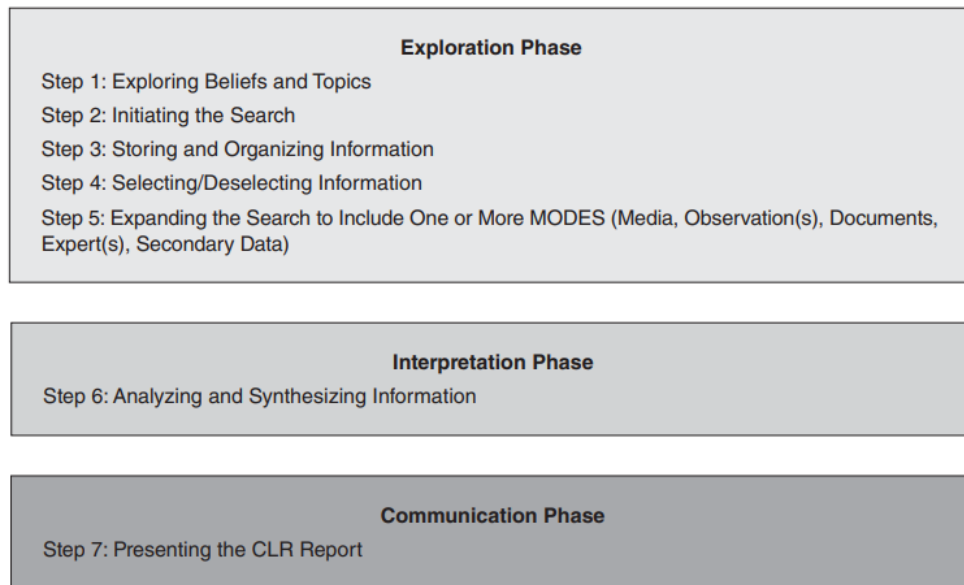 Exploration Phase
Step 1: Exploring Beliefs and Topics
Step 2: Initiating the Search
Step 3: Storing and Organizing Information
Step 4: Selecting/Deselecting Information
Step 5: Expanding the Search to Include One or More MODES (Media, Observation(s), Documents,
Expert(s), Secondary Data)
Interpretation Phase
Step 6: Analyzing and Synthesizing Information
Communication Phase
Step 7: Presenting the CLR Report